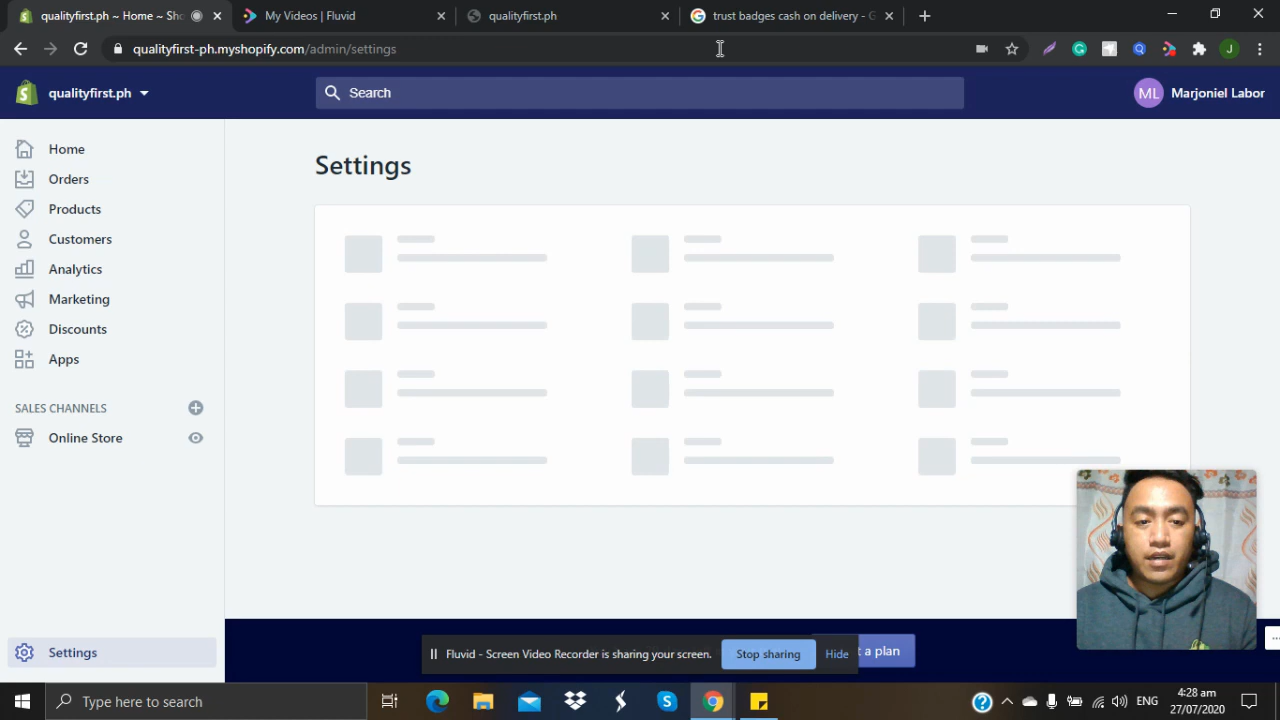 qualityfirst.ph ~ Home ~ Sho
My Videos | Fluvid
qualityfirst.ph
trust badges cash on delivery - G
qualityfirst-ph.myshopify.com/admin/settings
J
qualityfirst.ph
Search
ML
Marjoniel Labor
Home
Orders
Products
Customers
Analytics
Marketing
Discounts
Apps
SALES CHANNELS
Online Store
Settings
Settings
Fluvid - Screen Video Recorder is sharing your screen.
Stop sharing
Hide
a plan
Type here to search
ENG
4:28 am
27/07/2020